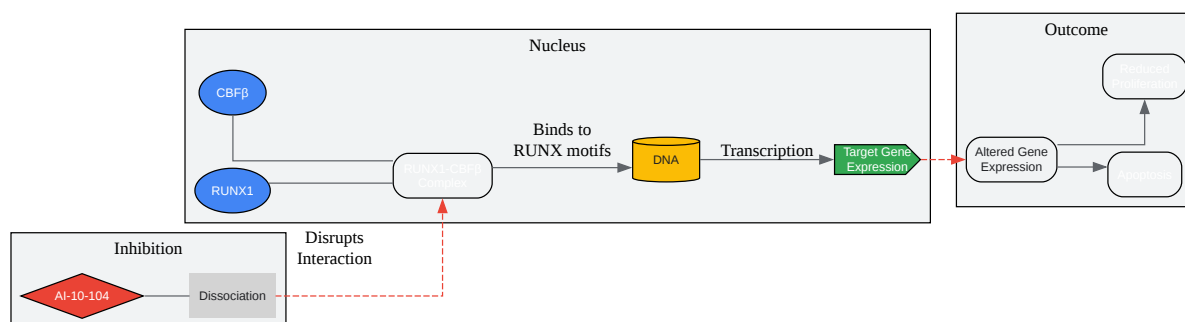 Nucleus
Outcome
CBFβ
RUNX1
RUNX1-CBFβ
Complex
Binds to
RUNX motifs
DNA
Transcription
Target Gene
Expression
Altered Gene
Expression
Reduced
Proliferation
Apoptosis
Inhibition
AI-10-104
Dissociation
Disrupts
Interaction